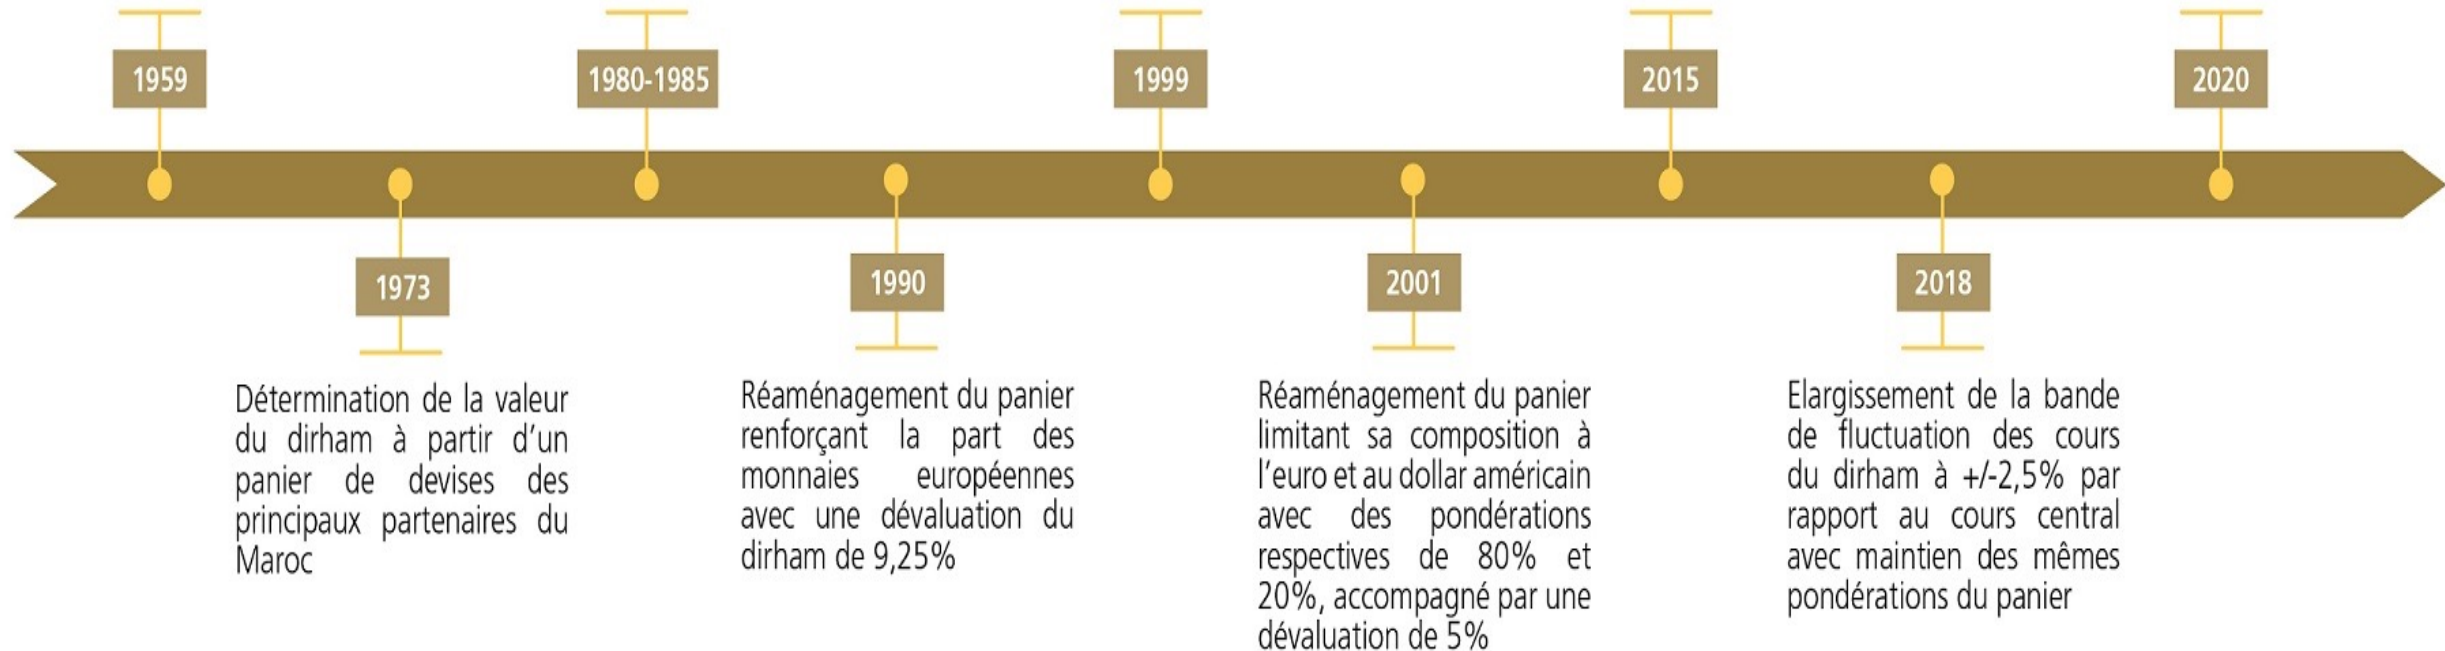 1959
1980-1985
1999
2015
2020
1973
1990
2001
2018
Détermination de la valeur
du dirham à partir d’un
panier de devises des
principaux partenaires du
Maroc
Réaménagement du panier
renforçant la part des
monnaies européennes
avec une dévaluation du
dirham de 9,25%
Réaménagement du panier
limitant sa composition à
l’euro et au dollar américain
avec des pondérations
respectives de 80% et
20%, accompagné par une
dévaluation de 5%
Elargissement de la bande
de fluctuation des cours
du dirham à +/-2,5% par
rapport au cours central
avec maintien des mêmes
pondérations du panier